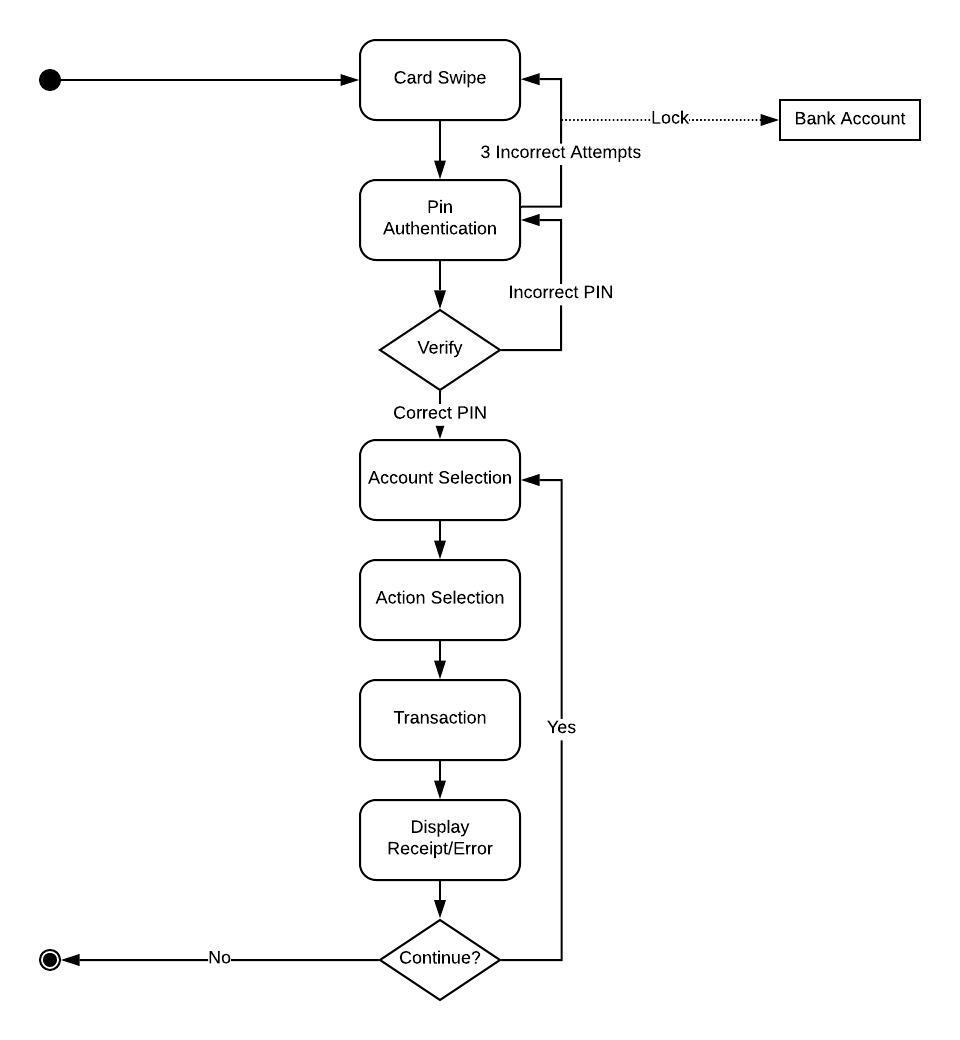 Card Swipe
Lock
Bank Account
3 Incorrect Attempts
Pin
Authentication
Incorrect PIN
Verify
Correct PIN
Account Selection
Action Selection
Transaction
Yes
Display
Receipt/Error
No
Continue?